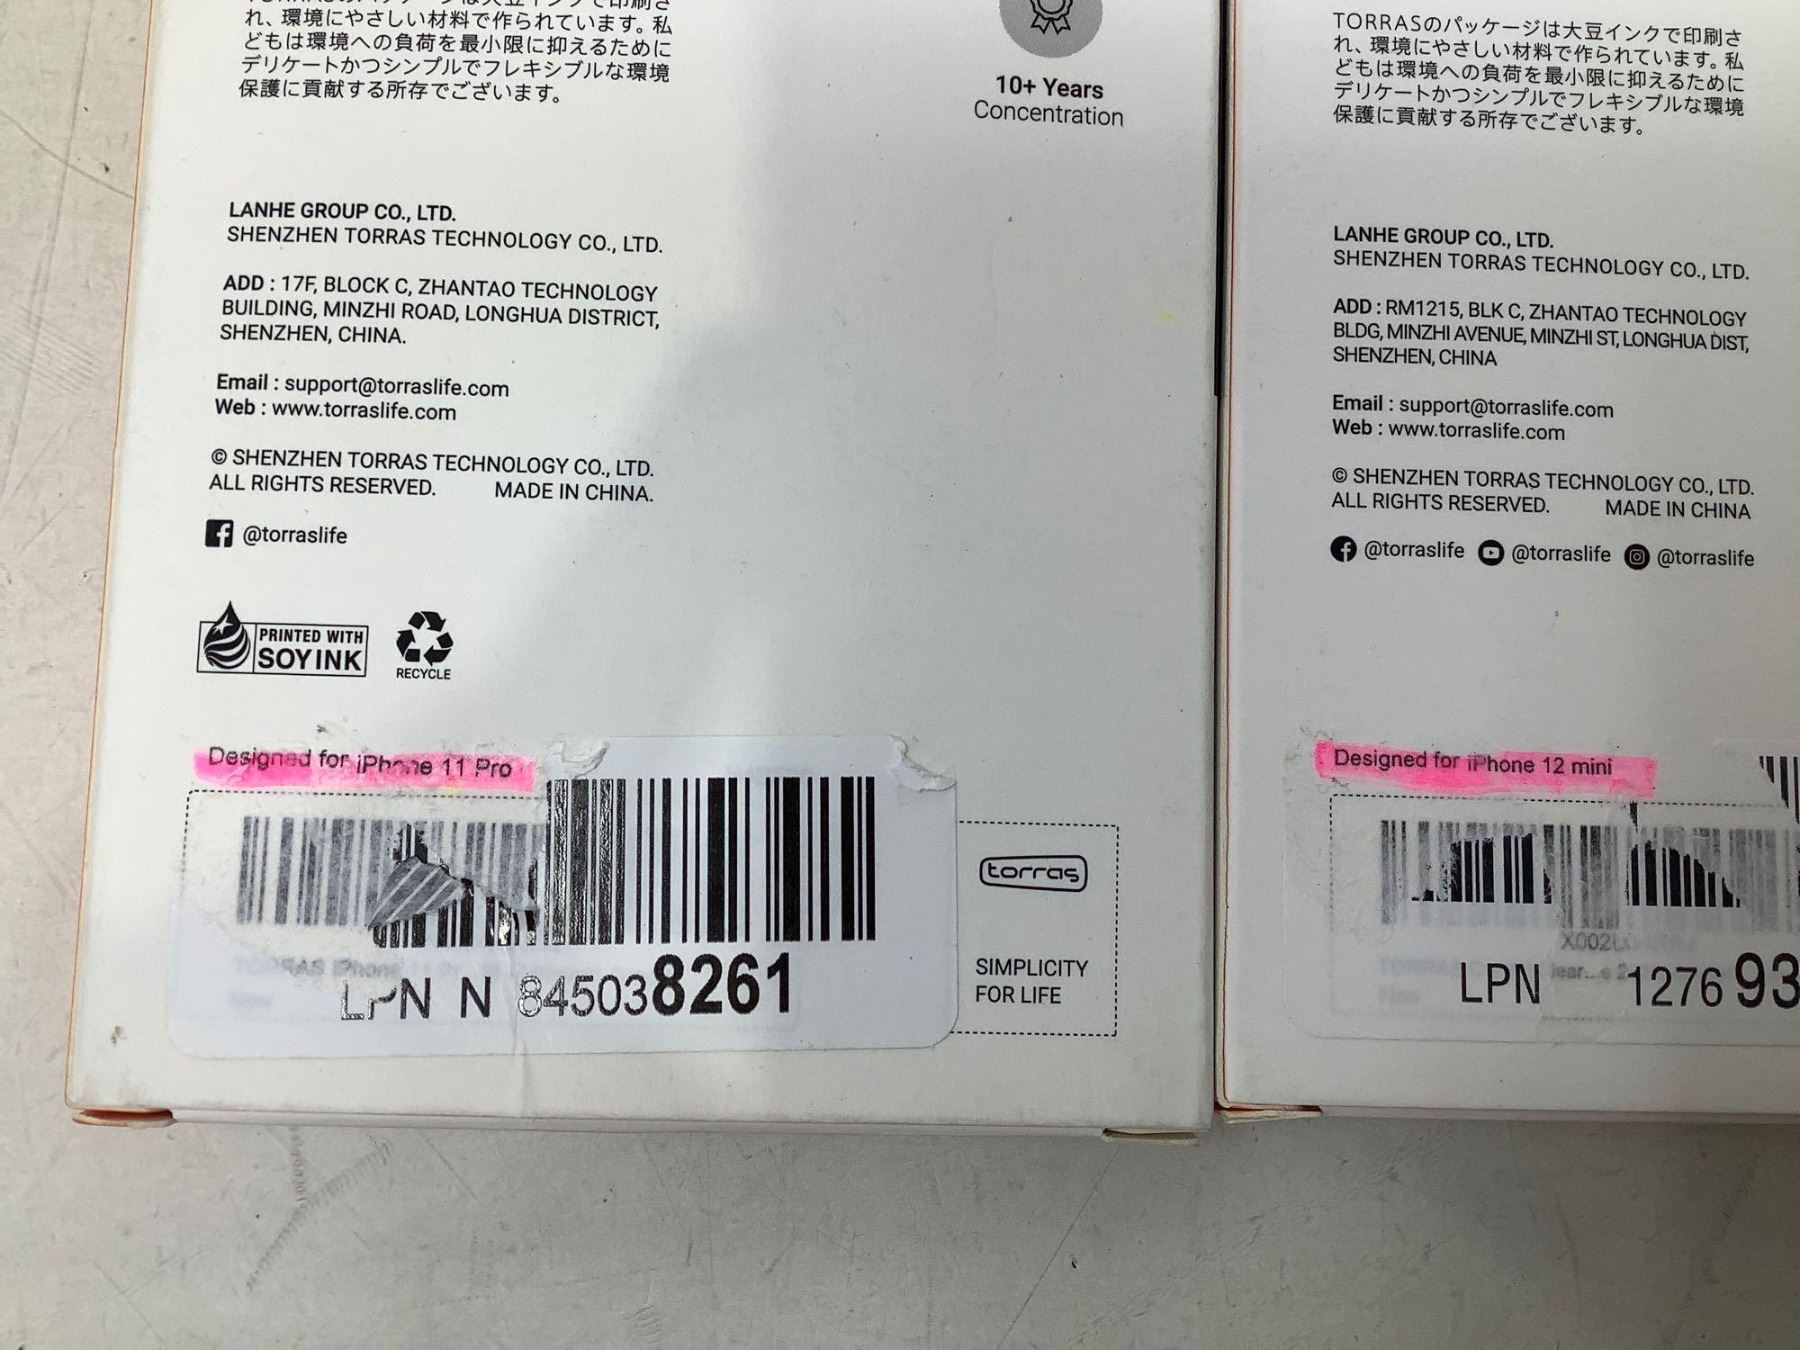 れ、環境にやさしい材料で作られています。私
どもは環境への負荷を最小限に抑えるために
デリケートかつシンプルでフレキシブルな環境
保護に貢献する所存でございます。
10+ Years
Concentration
LANHE GROUP CO., LTD.
SHENZHEN TORRAS TECHNOLOGY CO., LTD.
ADD : 17F, BLOCK C, ZHANTAO TECHNOLOGY
BUILDING, MINZHI ROAD, LONGHUA DISTRICT,
SHENZHEN, CHINA.
Email : support@torraslife.com
Web : www.torraslife.com
© SHENZHEN TORRAS TECHNOLOGY CO., LTD.
ALL RIGHTS RESERVED. MADE IN CHINA.
@torraslife
PRINTED WITH
SOY INK
RECYCLE
Designed for iPhone 11 Pro
LPN N 845038261
torras
SIMPLICITY
FOR LIFE
TORRASのパッケージは大豆インクで印刷さ
れ、環境にやさしい材料で作られています。私
どもは環境への負荷を最小限に抑えるために
デリケートかつシンプルでフレキシブルな環境
保護に貢献する所存でございます。
LANHE GROUP CO., LTD.
SHENZHEN TORRAS TECHNOLOGY CO., LTD.
ADD : RM1215, BLK C, ZHANTAO TECHNOLOGY
BLDG, MINZHI AVENUE, MINZHI ST, LONGHUA DIST,
SHENZHEN, CHINA
Email : support@torraslife.com
Web : www.torraslife.com
© SHENZHEN TORRAS TECHNOLOGY CO., LTD.
ALL RIGHTS RESERVED. MADE IN CHINA
@torraslife @torraslife @torraslife
Designed for iPhone 12 mini
LPN 1276 93